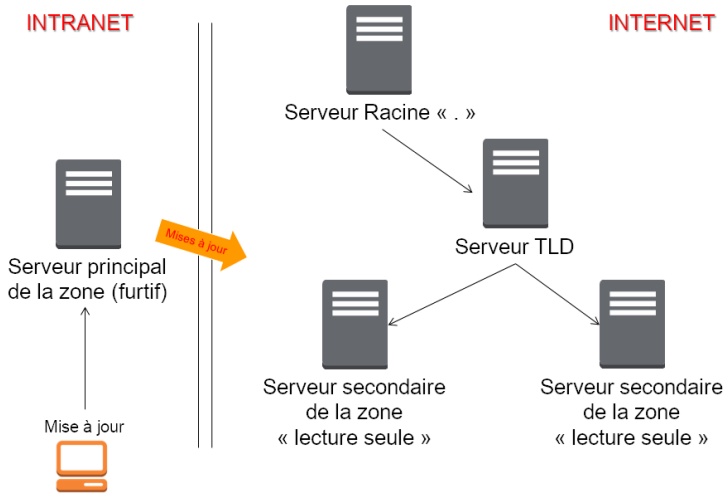 INTRANET
INTERNET
Serveur Racine « . »
Mises à jour
Serveur TLD
Serveur principal
de la zone (furtif)
Serveur secondaire
de la zone
« lecture seule »
Serveur secondaire
de la zone
« lecture seule »
Mise à jour